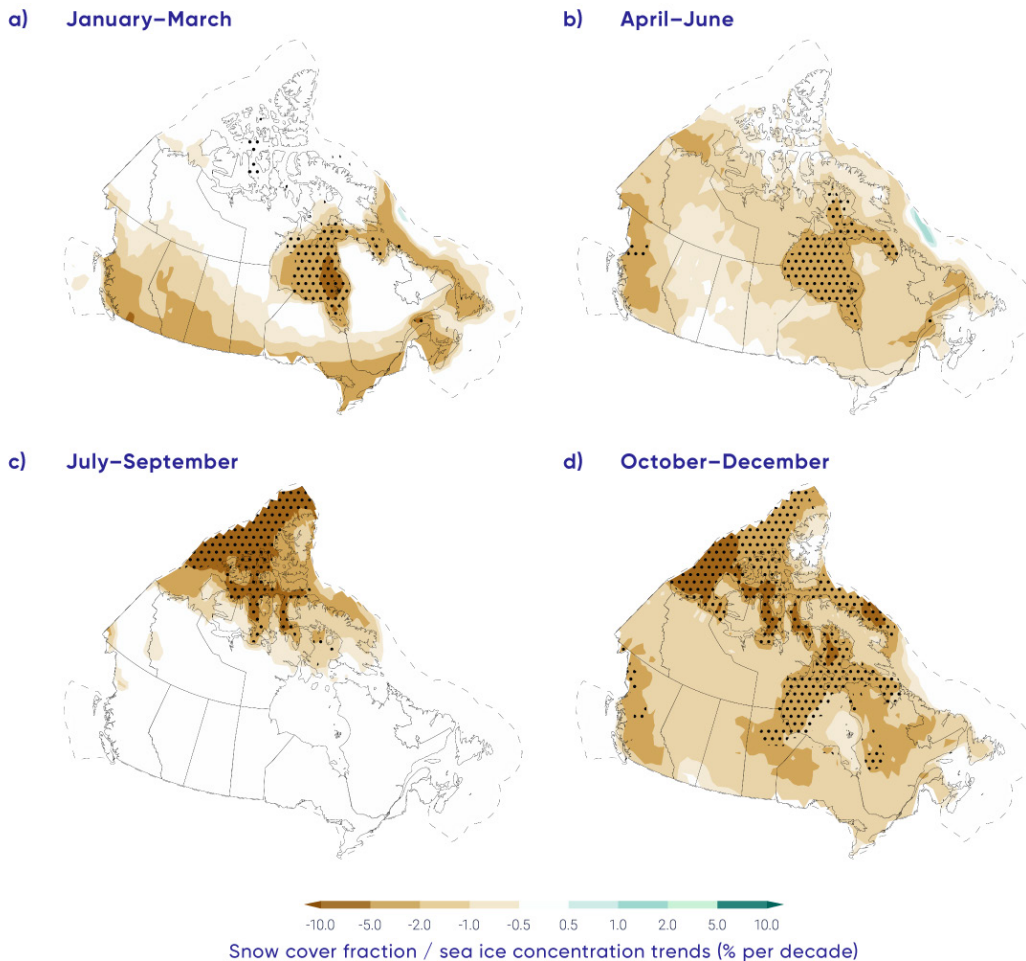 a) January–March
b) April–June
c) July–September
d) October–December
-10.0 -5.0 -2.0 -1.0 -0.5 0.5 1.0 2.0 5.0 10.0
Snow cover fraction / sea ice concentration trends (% per decade)